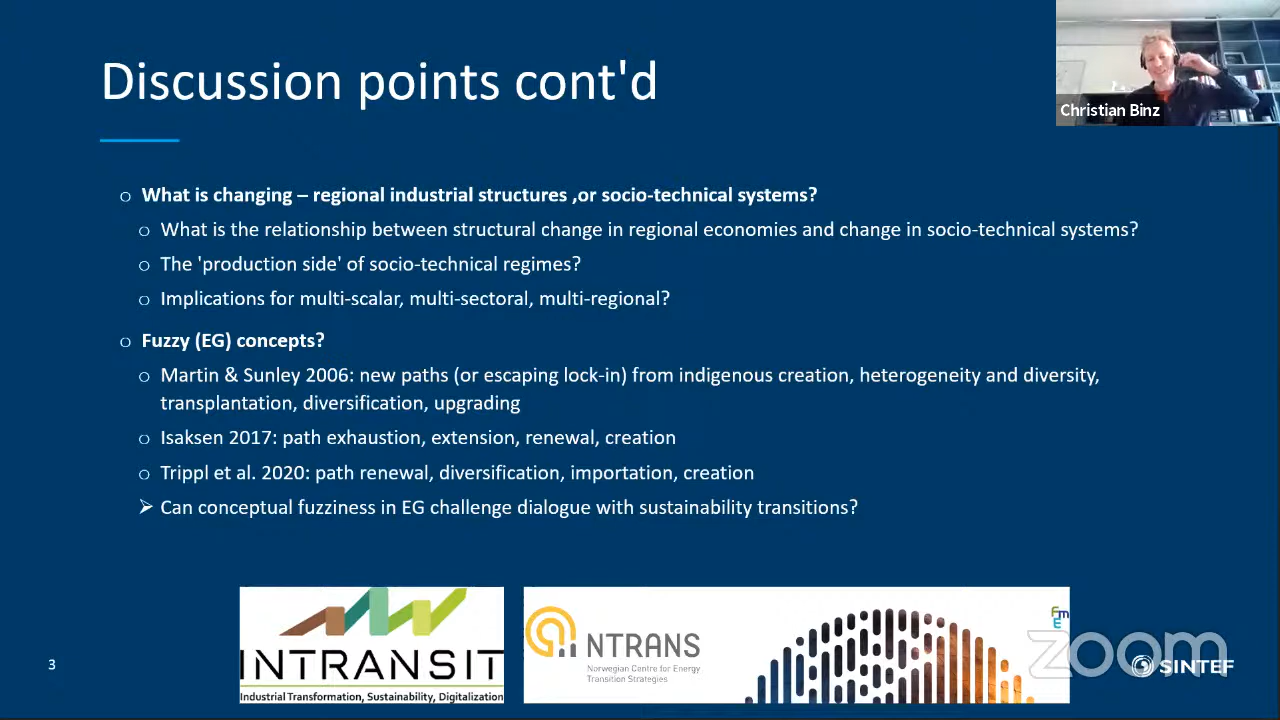 Discussion points cont'd
Christian Binz
o What is changing – regional industrial structures ,or socio-technical systems?
o What is the relationship between structural change in regional economies and change in socio-technical systems?
o The 'production side' of socio-technical regimes?
o Implications for multi-scalar, multi-sectoral, multi-regional?
o Fuzzy (EG) concepts?
o Martin & Sunley 2006: new paths (or escaping lock-in) from indigenous creation, heterogeneity and diversity,
transplantation, diversification, upgrading
o Isaksen 2017: path exhaustion, extension, renewal, creation
o Trippl et al. 2020: path renewal, diversification, importation, creation
➢ Can conceptual fuzziness in EG challenge dialogue with sustainability transitions?
INTRANSIT
Industrial Transformation, Sustainability, Digitalization
NTRANS
Norwegian Centre for Energy
Transition Strategies
FmE
zoom
SINTEF
3